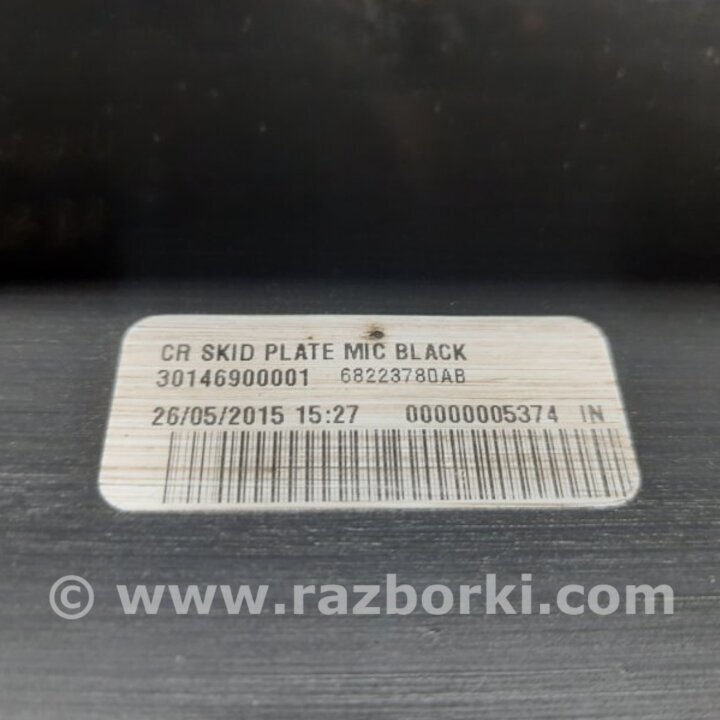 CR SKID PLATE MIC BLACK
30146900001 68223780AB
26/05/2015 15:27 00000005374 IN
© www.razborki.com